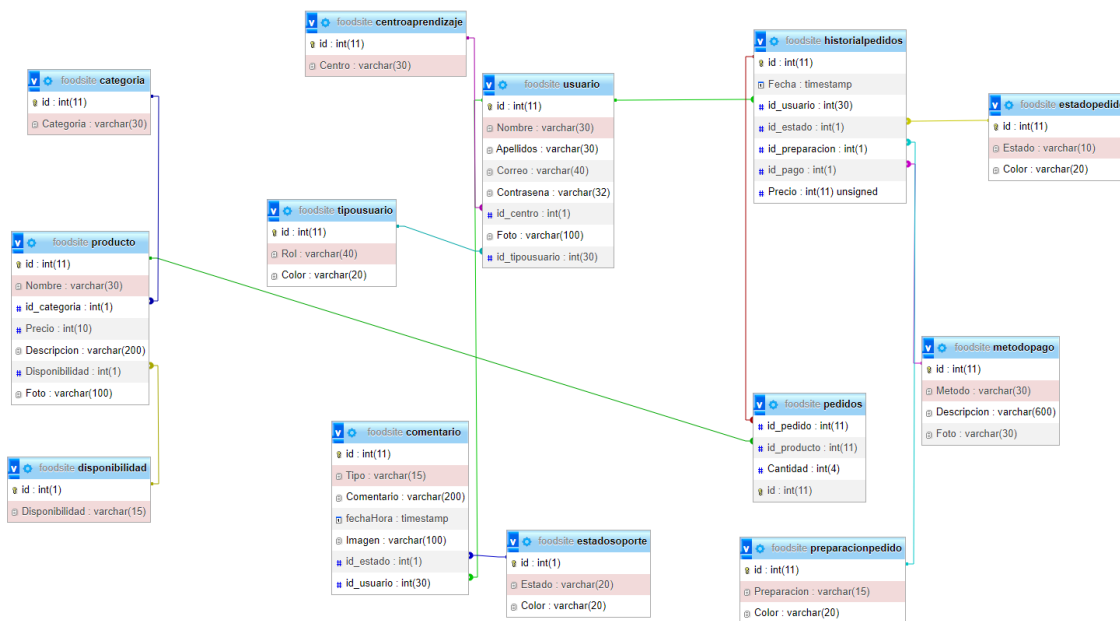 foodsite centroaprendizaje
id : int(11)
Centro : varchar(30)
foodsite historialpedidos
id : int(11)
Fecha : timestamp
id_usuario : int(30)
id_estado : int(1)
id_preparacion : int(1)
id_pago : int(1)
Precio : int(11) unsigned
foodsite categoria
id : int(11)
Categoria : varchar(30)
foodsite usuario
id : int(11)
Nombre : varchar(30)
Apellidos : varchar(30)
Correo : varchar(40)
Contrasena : varchar(32)
id_centro : int(1)
Foto : varchar(100)
id_tipousuario : int(30)
foodsite estadopedido
id : int(11)
Estado : varchar(10)
Color : varchar(20)
foodsite tipousuario
id : int(11)
Rol : varchar(40)
Color : varchar(20)
foodsite producto
id : int(11)
Nombre : varchar(30)
id_categoria : int(1)
Precio : int(10)
Descripcion : varchar(200)
Disponibilidad : int(1)
Foto : varchar(100)
foodsite metodopago
id : int(11)
Metodo : varchar(30)
Descripcion : varchar(600)
Foto : varchar(30)
foodsite pedidos
id_pedido : int(11)
id_producto : int(11)
Cantidad : int(4)
id : int(11)
foodsite comentario
id : int(11)
Tipo : varchar(15)
Comentario : varchar(200)
fechaHora : timestamp
Imagen : varchar(100)
id_estado : int(1)
id_usuario : int(30)
foodsite disponibilidad
id : int(1)
Disponibilidad : varchar(15)
foodsite estadosoporte
id : int(1)
Estado : varchar(20)
Color : varchar(20)
foodsite preparacionpedido
id : int(11)
Preparacion : varchar(15)
Color : varchar(20)